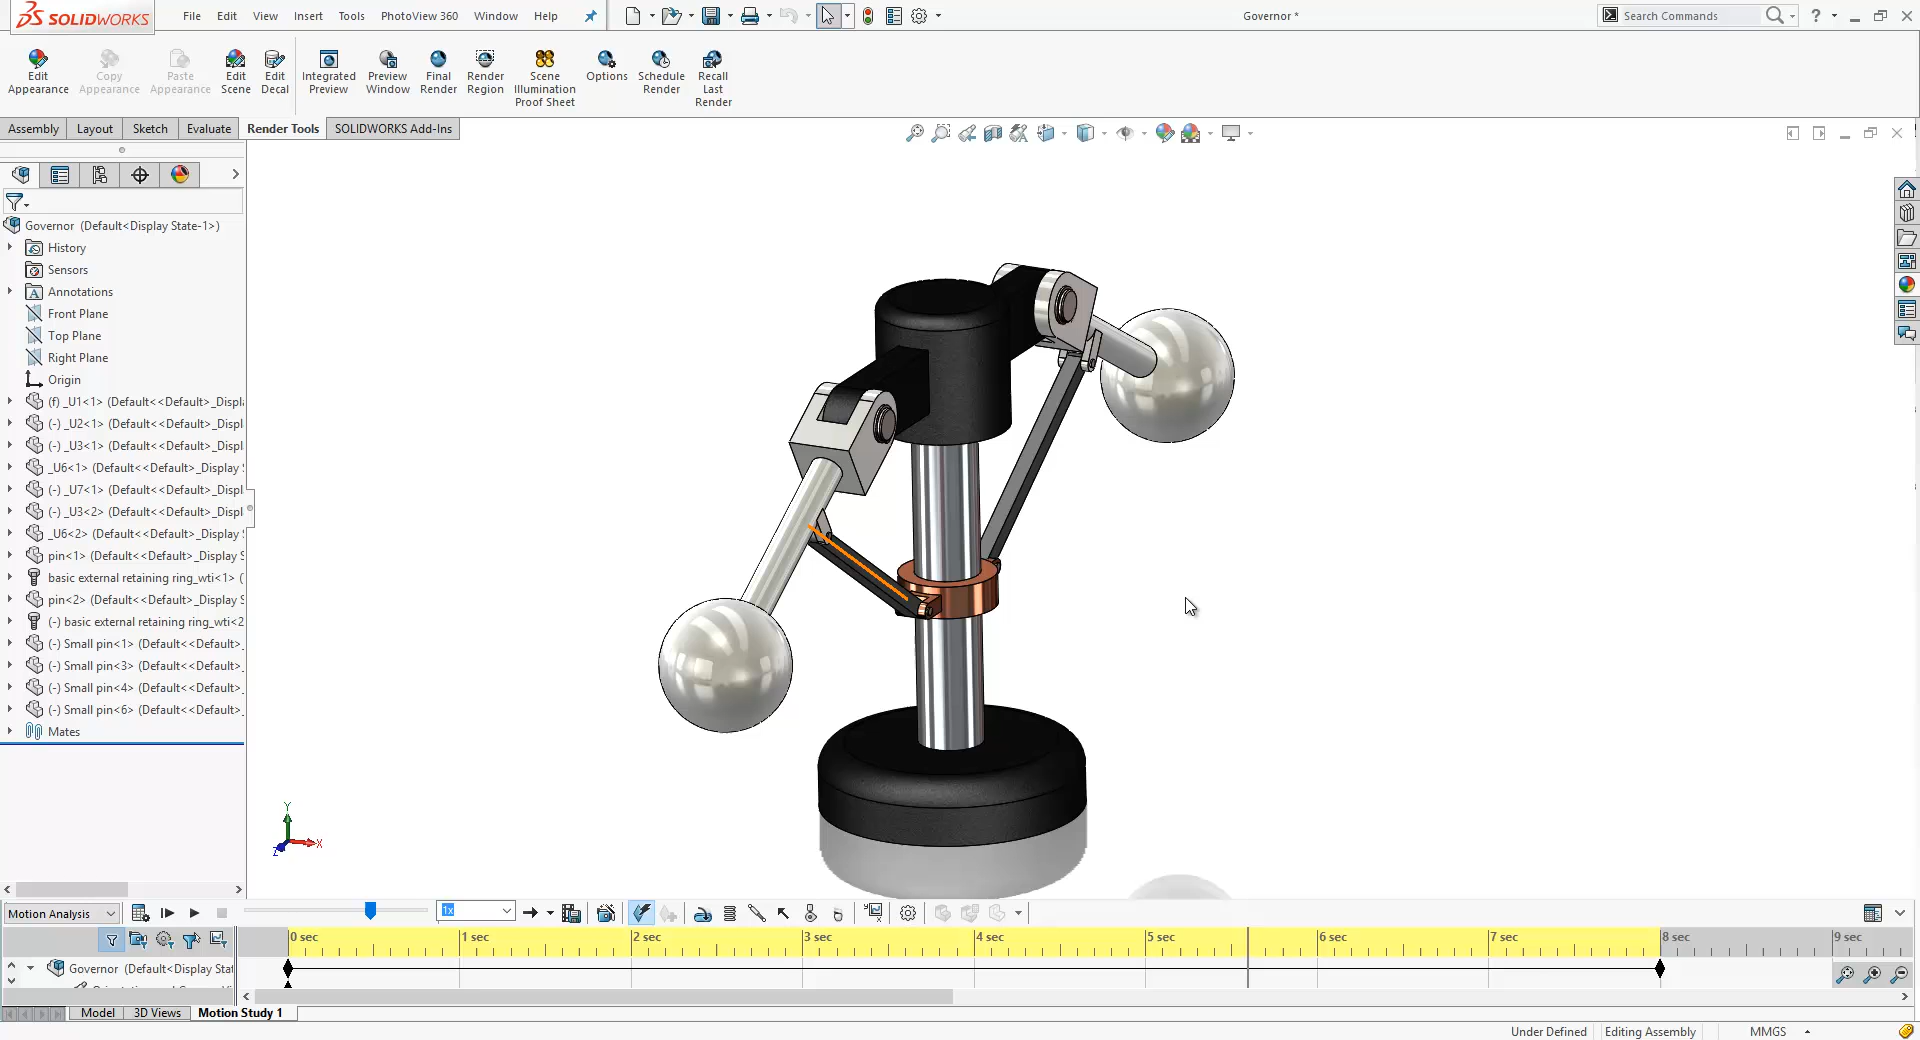 SOLIDWORKS
File Edit View Insert Tools PhotoView 360 Window Help
Governor *
Search Commands
Edit Appearance
Copy Appearance
Paste Appearance
Edit Scene
Edit Decal
Integrated Preview
Preview Window
Final Render
Render Region
Scene Illumination Proof Sheet
Options
Schedule Render
Recall Last Render
Assembly Layout Sketch Evaluate Render Tools SOLIDWORKS Add-Ins
Governor (Default<Display State-1>)
History
Sensors
Annotations
Front Plane
Top Plane
Right Plane
Origin
(f) _U1<1> (Default<<Default>_Displ
(-) _U2<1> (Default<<Default>_Displ
(-) _U3<1> (Default<<Default>_Displ
_U6<1> (Default<<Default>_Display S
(-) _U7<1> (Default<<Default>_Displ
(-) _U3<2> (Default<<Default>_Displ
_U6<2> (Default<<Default>_Display S
pin<1> (Default<<Default>_Display S
basic external retaining ring_wti<1> (
pin<2> (Default<<Default>_Display S
(-) basic external retaining ring_wti<2
(-) Small pin<1> (Default<<Default>_
(-) Small pin<3> (Default<<Default>_
(-) Small pin<4> (Default<<Default>_
(-) Small pin<6> (Default<<Default>_
Mates
Y
X
Z
Motion Analysis
1x
0 sec 1 sec 2 sec 3 sec 4 sec 5 sec 6 sec 7 sec 8 sec 9 sec
Governor (Default<Display Sta
Model 3D Views Motion Study 1
Under Defined Editing Assembly MMGS